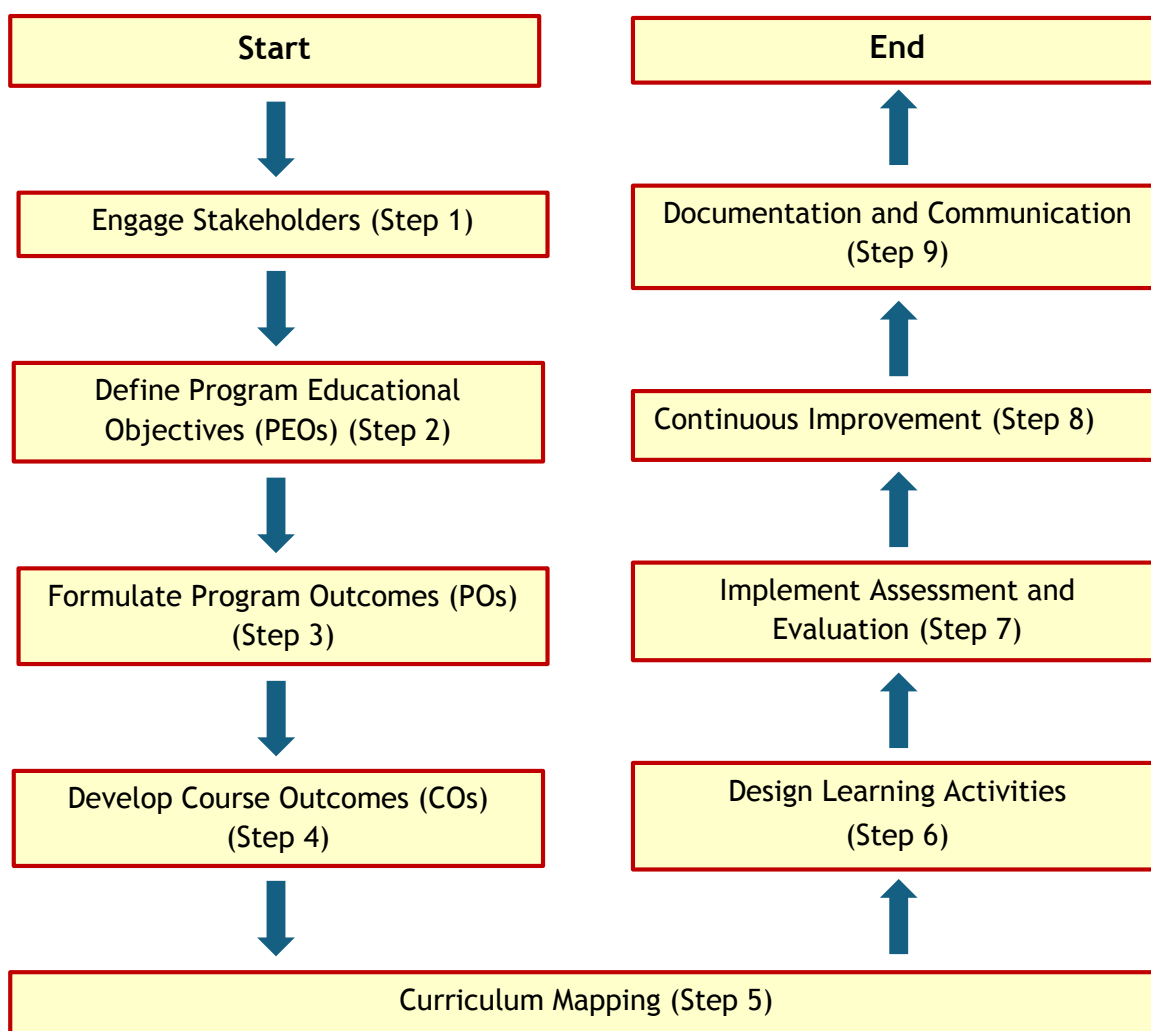 Start
Engage Stakeholders (Step 1)
Define Program Educational
Objectives (PEOs) (Step 2)
Formulate Program Outcomes (POs)
(Step 3)
Develop Course Outcomes (COs)
(Step 4)
Curriculum Mapping (Step 5)
Design Learning Activities
(Step 6)
Implement Assessment and
Evaluation (Step 7)
Continuous Improvement (Step 8)
Documentation and Communication
(Step 9)
End